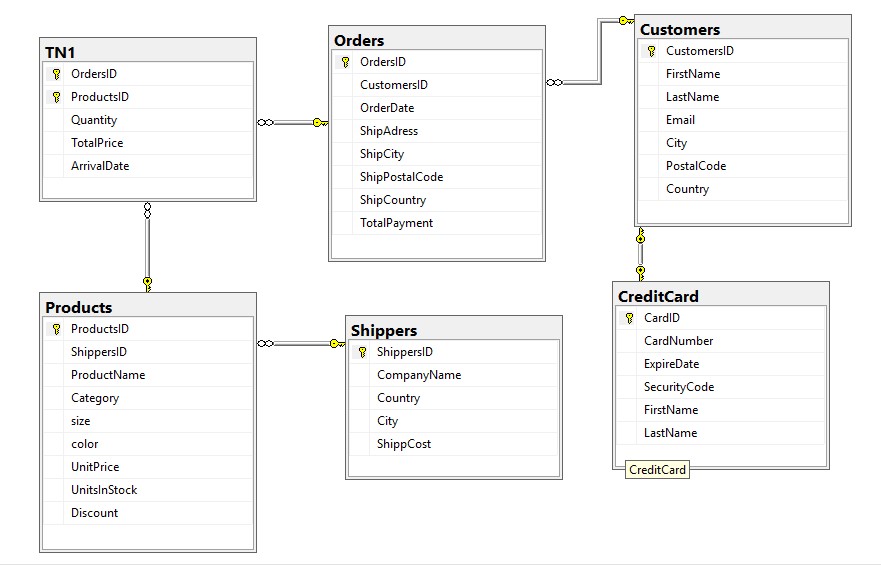 TN1
OrdersID
ProductsID
Quantity
TotalPrice
ArrivalDate
Orders
OrdersID
CustomersID
OrderDate
ShipAdress
ShipCity
ShipPostalCode
ShipCountry
TotalPayment
Customers
CustomersID
FirstName
LastName
Email
City
PostalCode
Country
Products
ProductsID
ShippersID
ProductName
Category
size
color
UnitPrice
UnitsInStock
Discount
Shippers
ShippersID
CompanyName
Country
City
ShippCost
CreditCard
CardID
CardNumber
ExpireDate
SecurityCode
FirstName
LastName
CreditCard